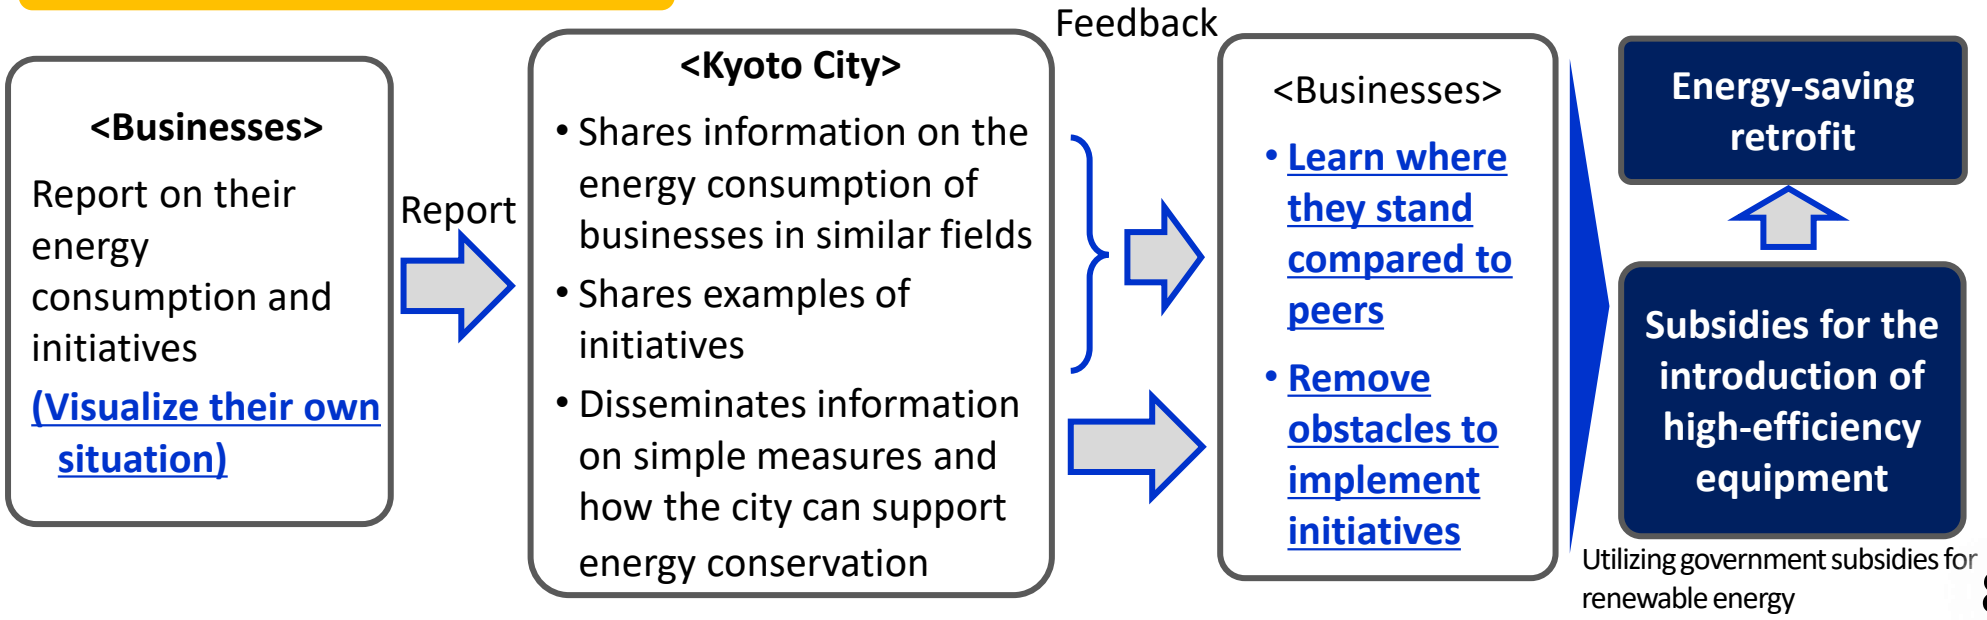 <Businesses>
Report on their
energy
consumption and
initiatives
(Visualize their own
situation)
Report
<Kyoto City>
• Shares information on the
energy consumption of
businesses in similar fields
• Shares examples of
initiatives
• Disseminates information
on simple measures and
how the city can support
energy conservation
Feedback
<Businesses>
• Learn where
they stand
compared to
peers
• Remove
obstacles to
implement
initiatives
Energy-saving
retrofit
Subsidies for the
introduction of
high-efficiency
equipment
Utilizing government subsidies for
renewable energy